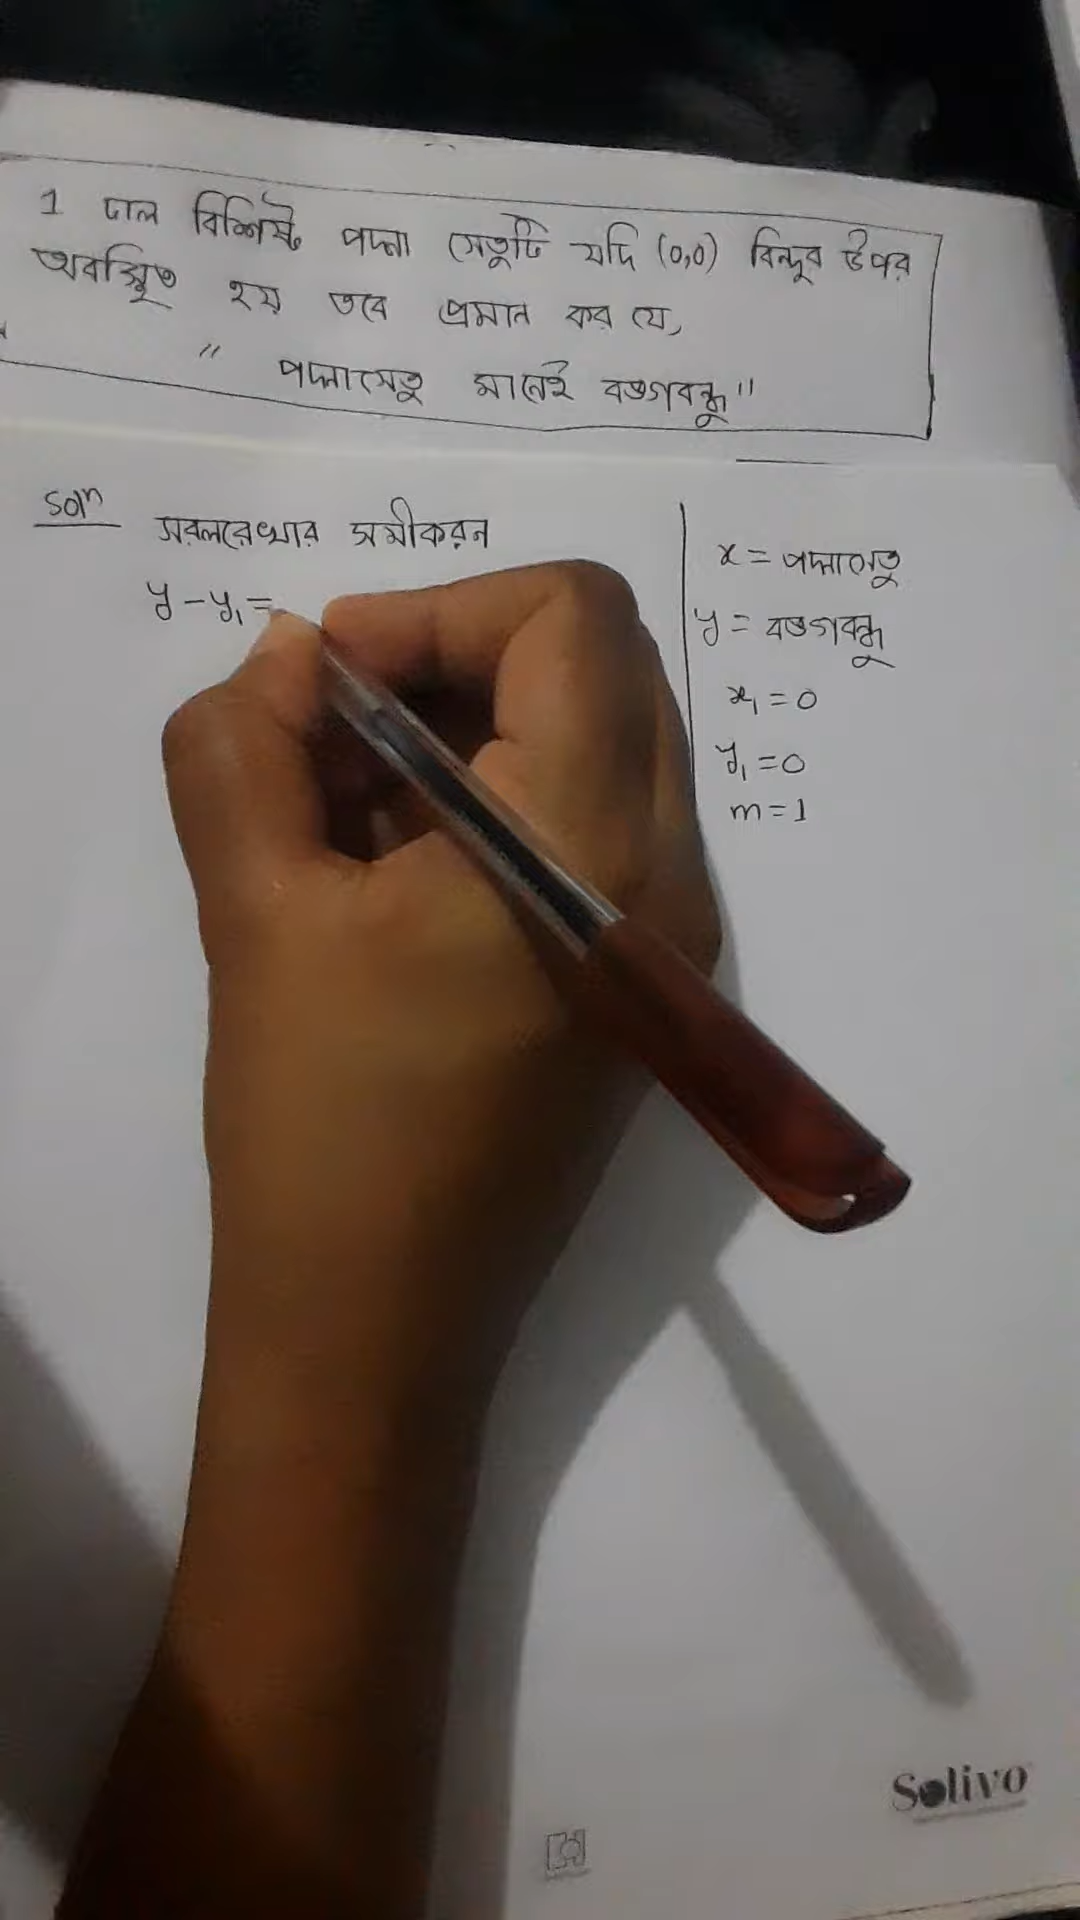 1 ঢাল বিশিষ্ট পদ্মা সেতুটি যদি (0,0) বিন্দুর উপর
অবস্থিত হয় তবে প্রমান কর যে,
" পদ্মাসেতু মানেই বঙ্গবন্ধু"
Solⁿ
সরলরেখার সমীকরন
y-y₁=
x = পদ্মাসেতু
y = বঙ্গবন্ধু
x₁ = 0
y₁ = 0
m = 1
Solivo